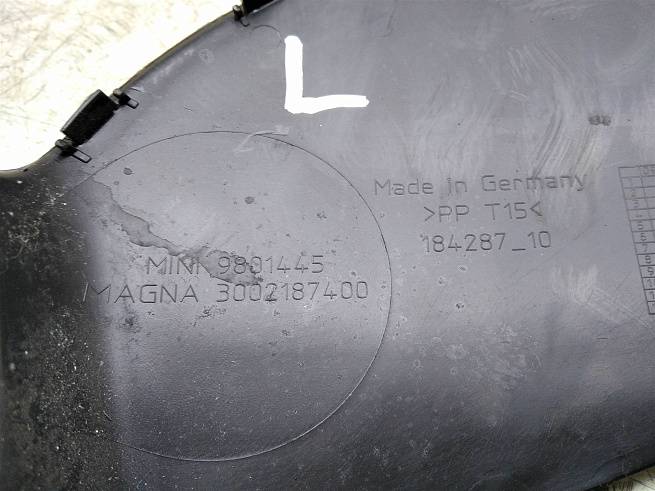 L
Made in Germany
>PP T15<
184287_10
MINI 9801445
MAGNA 3002187400